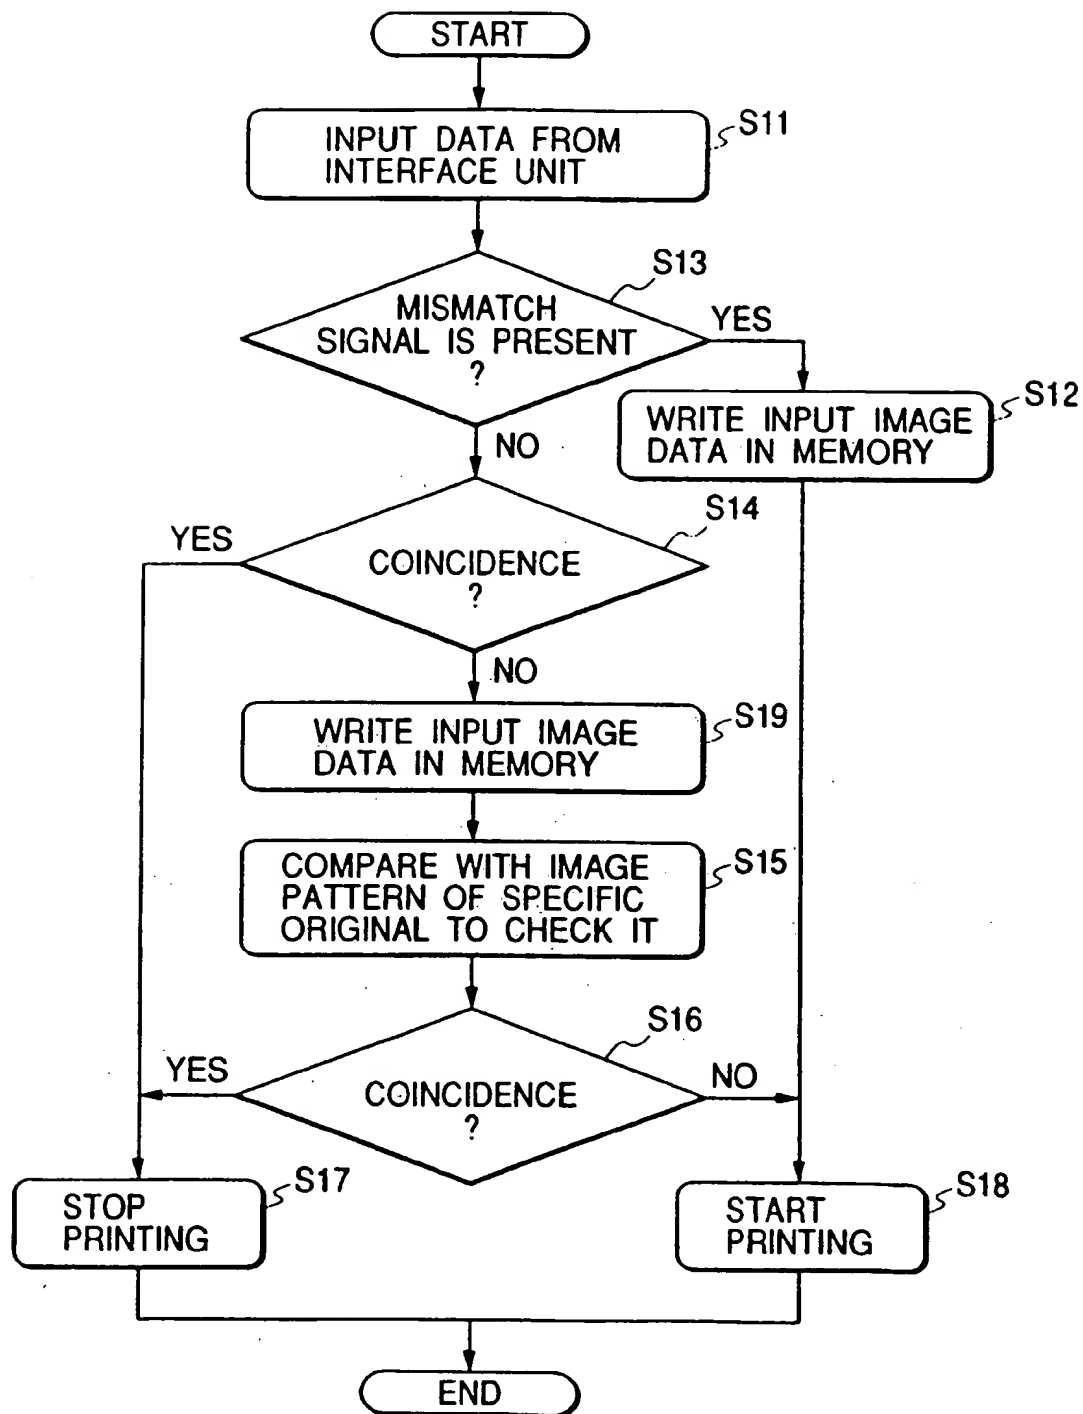 START
INPUT DATA FROM
INTERFACE UNIT
S11
S13
MISMATCH
SIGNAL IS PRESENT
?
YES
NO
S12
WRITE INPUT IMAGE
DATA IN MEMORY
S14
YES
COINCIDENCE
?
NO
S19
WRITE INPUT IMAGE
DATA IN MEMORY
S15
COMPARE WITH IMAGE
PATTERN OF SPECIFIC
ORIGINAL TO CHECK IT
S16
YES
COINCIDENCE
?
NO
S17
STOP
PRINTING
S18
START
PRINTING
END